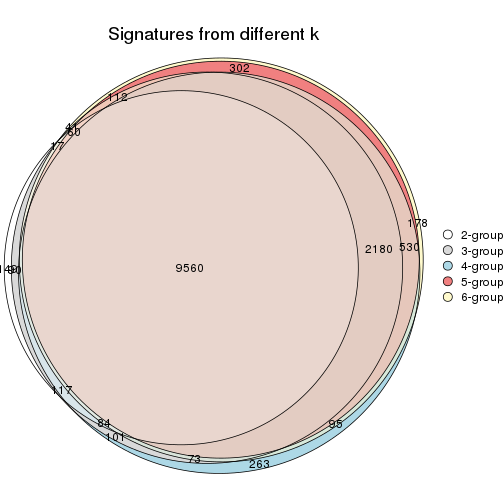 Signatures from different k
302
112
41
60
17
178
2180
530
9560
90
117
84
101
95
73
263
2-group
3-group
4-group
5-group
6-group